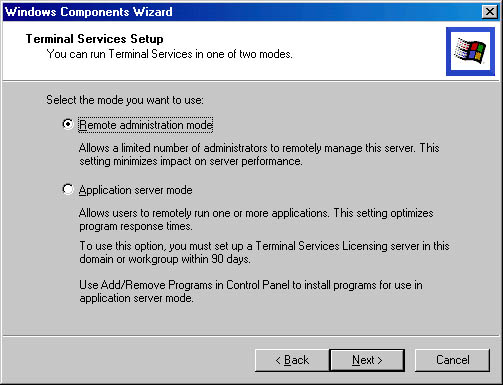 Windows Components Wizard
Terminal Services Setup
You can run Terminal Services in one of two modes.
Select the mode you want to use:
Remote administration mode
Allows a limited number of administrators to remotely manage this server. This
setting minimizes impact on server performance.
Application server mode
Allows users to remotely run one or more applications. This setting optimizes
program response times.
To use this option, you must set up a Terminal Services Licensing server in this
domain or workgroup within 90 days.
Use Add/Remove Programs in Control Panel to install programs for use in
application server mode.
< Back Next > Cancel